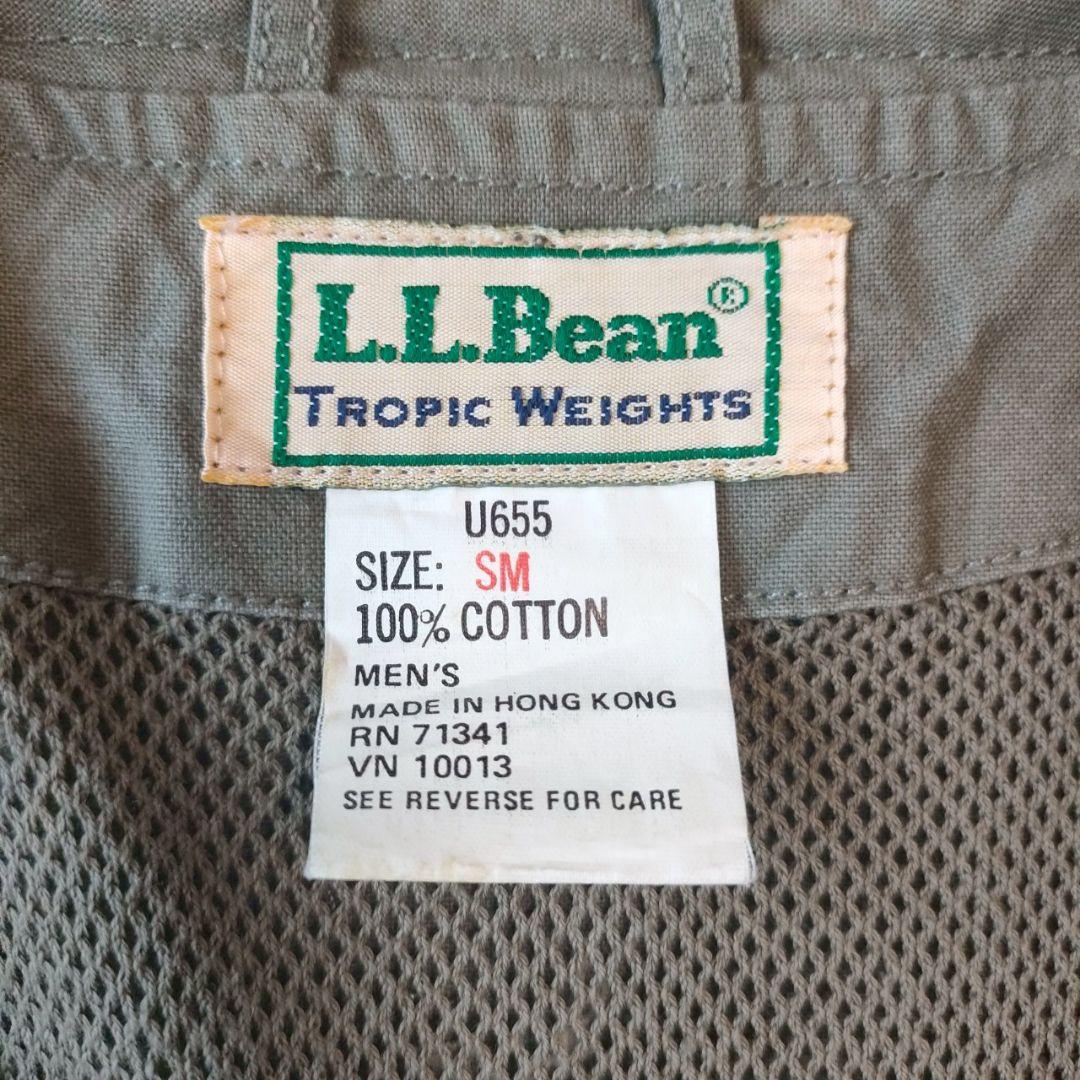 L.L.Bean®
TROPIC WEIGHTS
U655
SIZE: SM
100% COTTON
MEN'S
MADE IN HONG KONG
RN 71341
VN 10013
SEE REVERSE FOR CARE